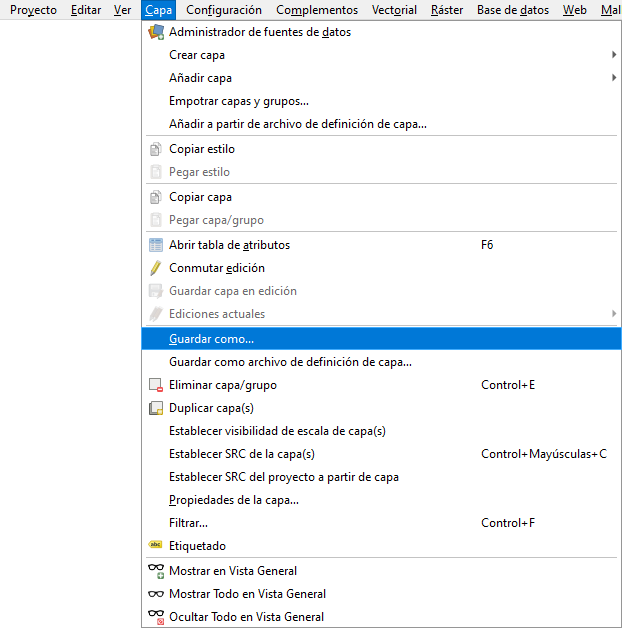 Proyecto Editar Ver Capa Configuración Complementos Vectorial Ráster Base de datos Web Mal
Administrador de fuentes de datos
Crear capa
Añadir capa
Empotrar capas y grupos...
Añadir a partir de archivo de definición de capa...
Copiar estilo
Pegar estilo
Copiar capa
Pegar capa/grupo
Abrir tabla de atributos F6
Conmutar edición
Guardar capa en edición
Ediciones actuales
Guardar como...
Guardar como archivo de definición de capa...
Eliminar capa/grupo Control+E
Duplicar capa(s)
Establecer visibilidad de escala de capa(s)
Establecer SRC de la capa(s) Control+Mayúsculas+C
Establecer SRC del proyecto a partir de capa
Propiedades de la capa...
Filtrar... Control+F
abc Etiquetado
Mostrar en Vista General
Mostrar Todo en Vista General
Ocultar Todo en Vista General